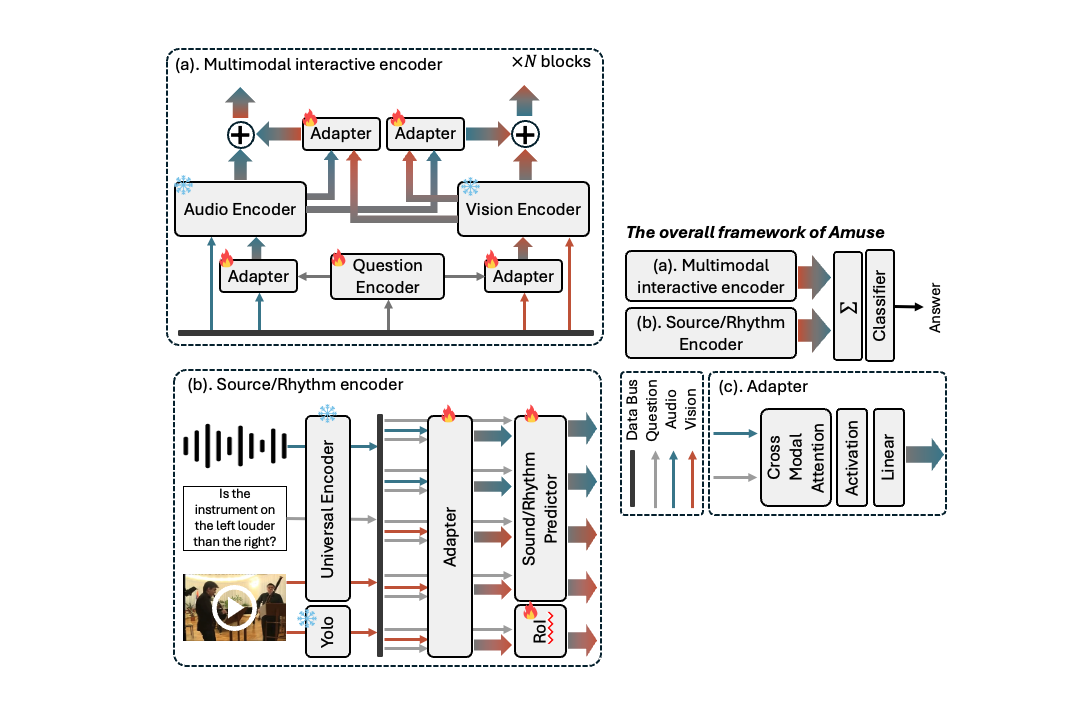 (a). Multimodal interactive encoder
×N blocks
Adapter
Adapter
Audio Encoder
Vision Encoder
Adapter
Question
Encoder
Adapter
The overall framework of Amuse
(a). Multimodal
interactive encoder
(b). Source/Rhythm
Encoder
Σ
Classifier
Answer
(b). Source/Rhythm encoder
Is the
instrument on
the left louder
than the right?
Universal Encoder
Yolo
Adapter
Sound/Rhythm
Predictor
RoI
Data Bus
Question
Audio
Vision
(c). Adapter
Cross
Modal
Attention
Activation
Linear